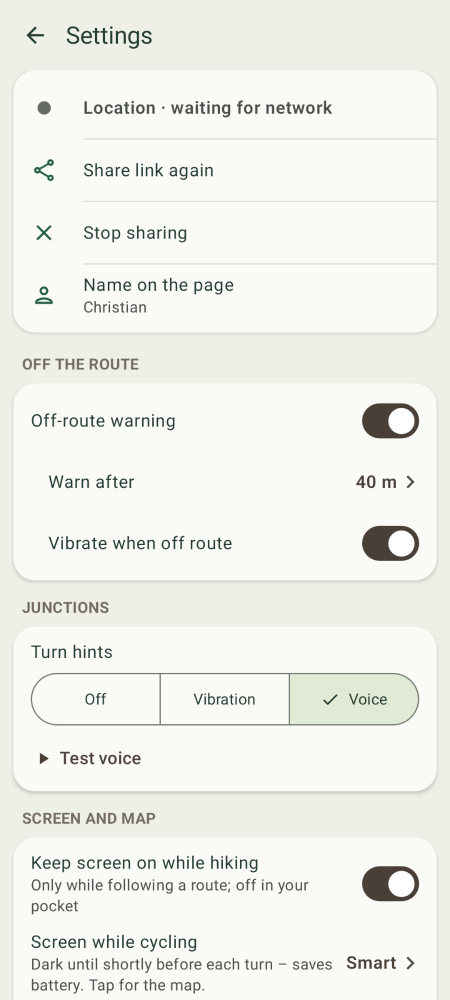 Settings
Location · waiting for network
Share link again
Stop sharing
Name on the page
Christian
OFF THE ROUTE
Off-route warning
Warn after
40 m
Vibrate when off route
JUNCTIONS
Turn hints
Off
Vibration
Voice
Test voice
SCREEN AND MAP
Keep screen on while hiking
Only while following a route; off in your
pocket
Screen while cycling
Dark until shortly before each turn – saves
battery. Tap for the map.
Smart